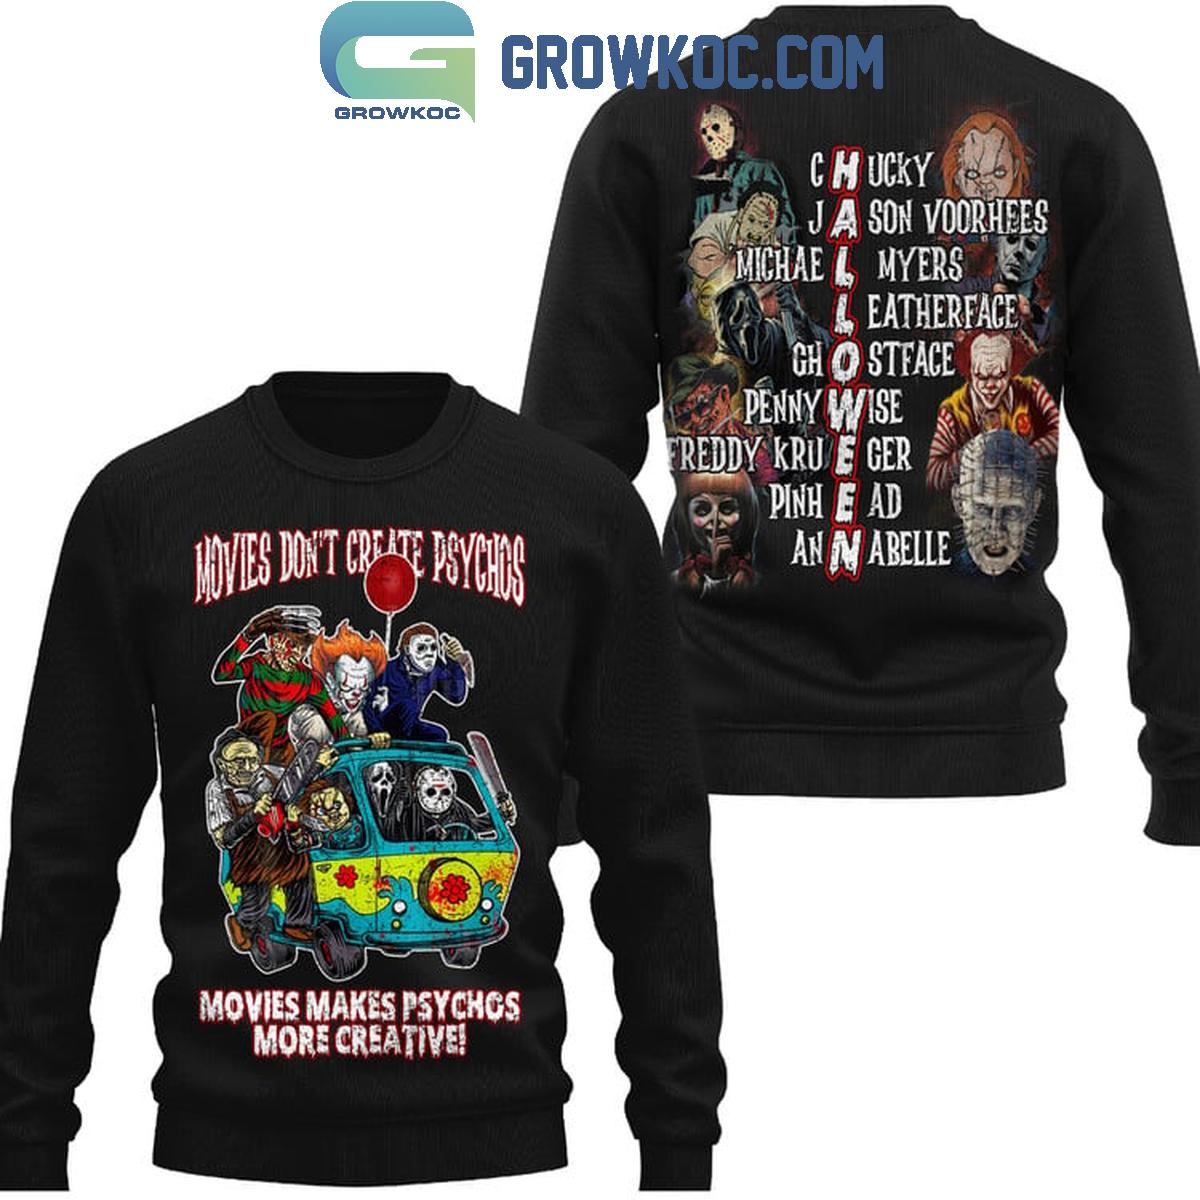 GROWKOC
GROWKOC.COM
CHUCKY
JASON VOORHEES
MICHAEL MYERS
LEATHERFACE
GHOSTFACE
PENNYWISE
FREDDY KRUEGER
PINHEAD
ANNABELLE
MOVIES DON'T CREATE PSYCHOS
MOVIES MAKES PSYCHOS
MORE CREATIVE!